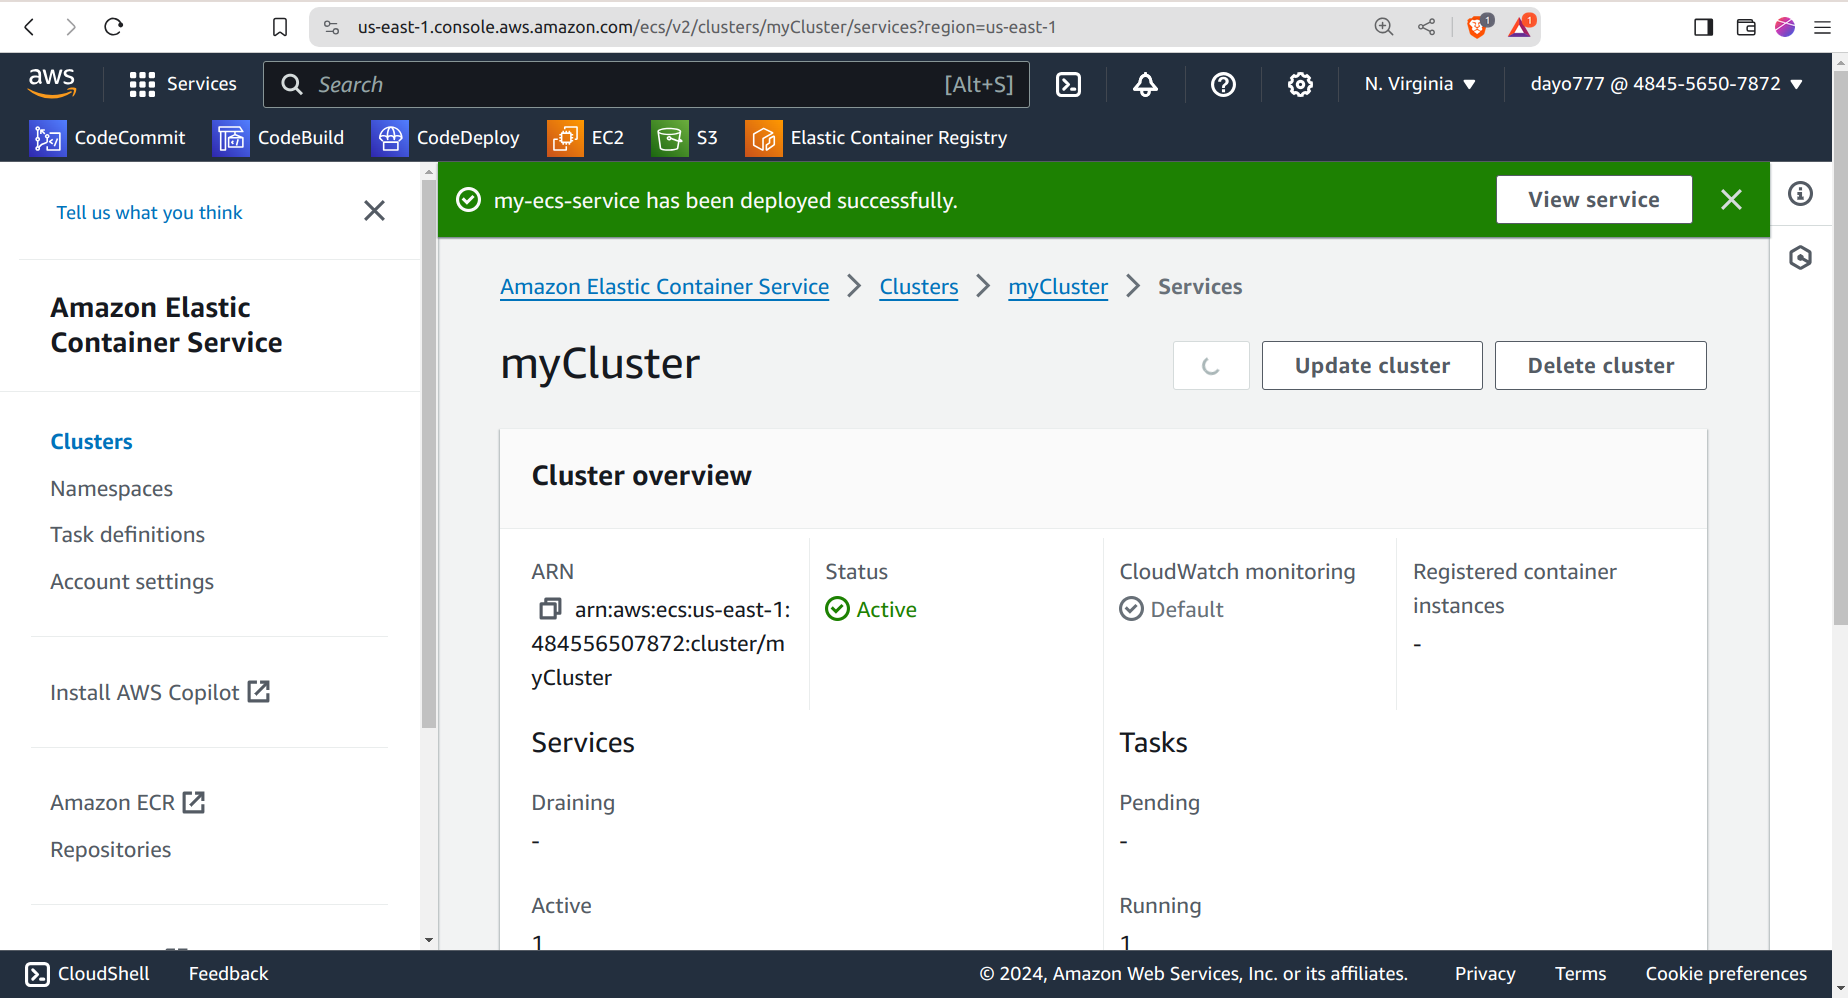 us-east-1.console.aws.amazon.com/ecs/v2/clusters/myCluster/services?region=us-east-1
1
1
aws
Services
Search
[Alt+S]
N. Virginia
dayo777 @ 4845-5650-7872
CodeCommit
CodeBuild
CodeDeploy
EC2
S3
Elastic Container Registry
Tell us what you think
my-ecs-service has been deployed successfully.
View service
Amazon Elastic
Container Service
Clusters
Namespaces
Task definitions
Account settings
Install AWS Copilot
Amazon ECR
Repositories
Amazon Elastic Container Service
Clusters
myCluster
Services
myCluster
Update cluster
Delete cluster
Cluster overview
ARN
arn:aws:ecs:us-east-1:
484556507872:cluster/m
yCluster
Status
Active
CloudWatch monitoring
Default
Registered container
instances
-
Services
Draining
-
Active
1
Tasks
Pending
-
Running
1
CloudShell
Feedback
© 2024, Amazon Web Services, Inc. or its affiliates.
Privacy
Terms
Cookie preferences